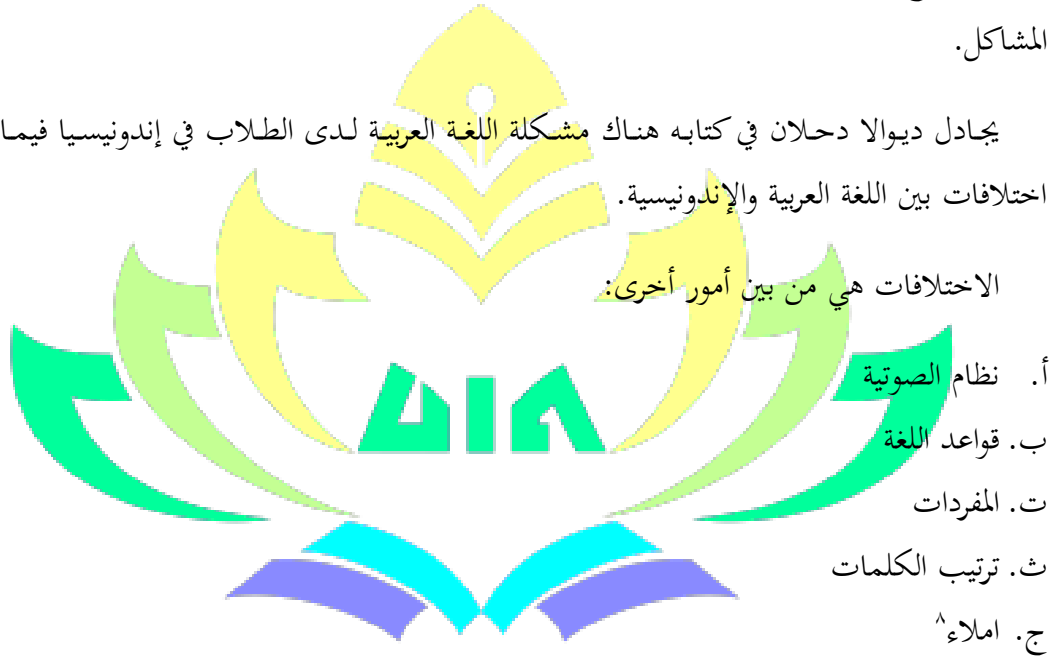 المشاكل.
يجادل ديوالا دحلان في كتابه هناك مشكلة اللغة العربية لدى الطلاب في إندونيسيا فيما
اختلافات بين اللغة العربية والإندونيسية.
الاختلافات هي من بين أمور أخرى:
أ. نظام الصوتية
ب. قواعد اللغة
ت. المفردات
ث. ترتيب الكلمات
ج. املاء٨